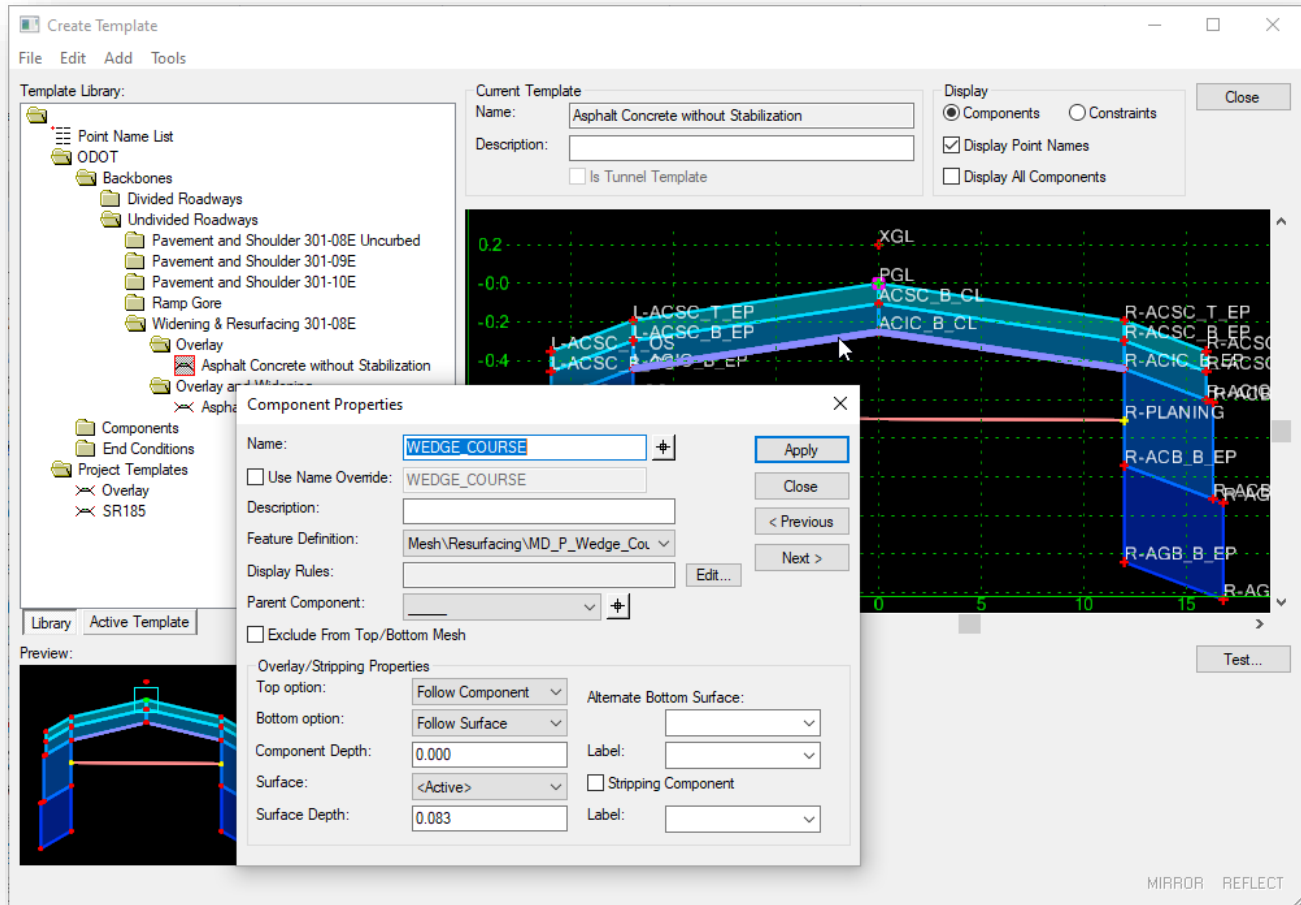 Create Template
File Edit Add Tools
Template Library:
Point Name List
ODOT
Backbones
Divided Roadways
Undivided Roadways
Pavement and Shoulder 301-08E Uncurbed
Pavement and Shoulder 301-09E
Pavement and Shoulder 301-10E
Ramp Gore
Widening & Resurfacing 301-08E
Overlay
Asphalt Concrete without Stabilization
Overlay and Widening
Components
End Conditions
Project Templates
Overlay
SR185
Library Active Template
Preview:
Current Template
Name: Asphalt Concrete without Stabilization
Description:
Is Tunnel Template
Display
Components Constraints
Display Point Names
Display All Components
Close
0.2
-0.0
-0.2
-0.4
XGL
PGL
ACSC_B_CL
ACIC_B_CL
L-ACSC_T_EP
L-ACSC_B_EP
R-ACSC_T_EP
R-ACSC_B_EP
R-ACIC_B_EP
R-PLANING
R-ACB_B_EP
R-AGB_B_EP
R-AG
0 5 10 15
Test...
Component Properties
Name: WEDGE_COURSE
Use Name Override: WEDGE_COURSE
Description:
Feature Definition: Mesh\Resurfacing\MD_P_Wedge_Cou
Display Rules: Edit...
Parent Component:
Exclude From Top/Bottom Mesh
Apply
Close
< Previous
Next >
Overlay/Stripping Properties
Top option: Follow Component
Bottom option: Follow Surface
Component Depth: 0.000
Surface: <Active>
Surface Depth: 0.083
Alternate Bottom Surface:
Label:
Stripping Component
Label:
MIRROR REFLECT